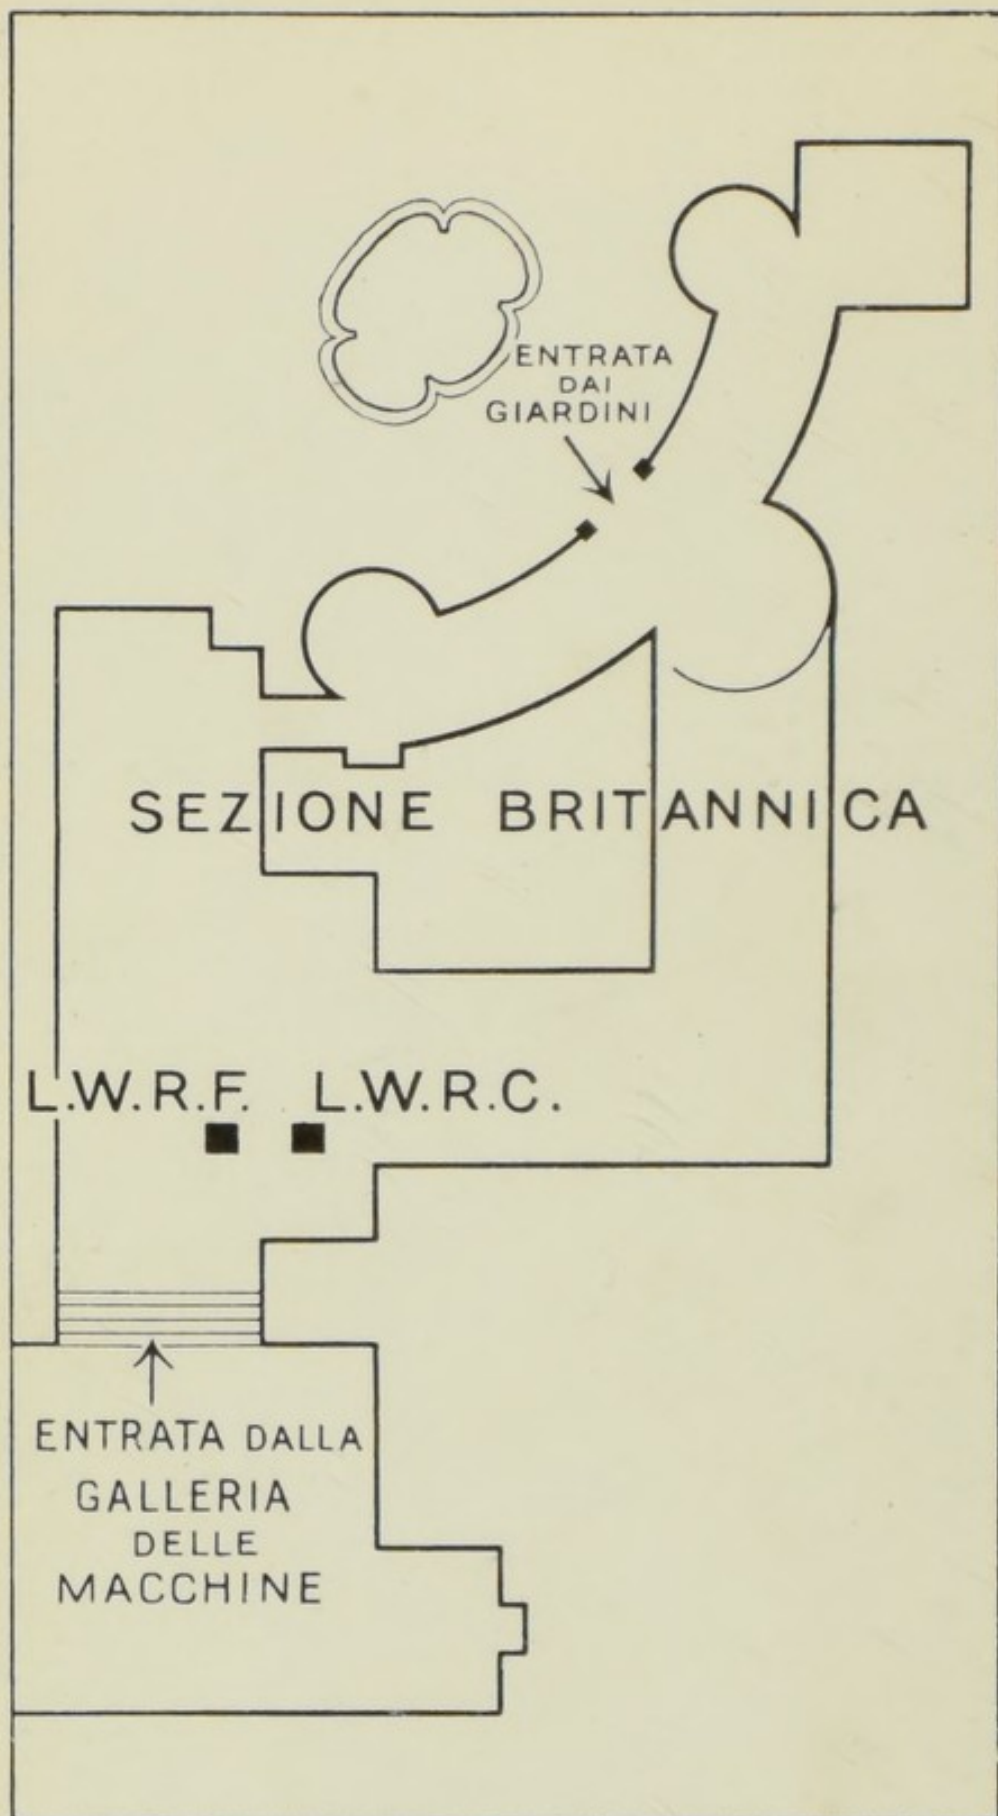 ENTRATA
DAI
GIARDINI
SEZIONE BRITANNICA
L.W.R.F. L.W.R.C.
ENTRATA DALLA
GALLERIA
DELLE
MACCHINE